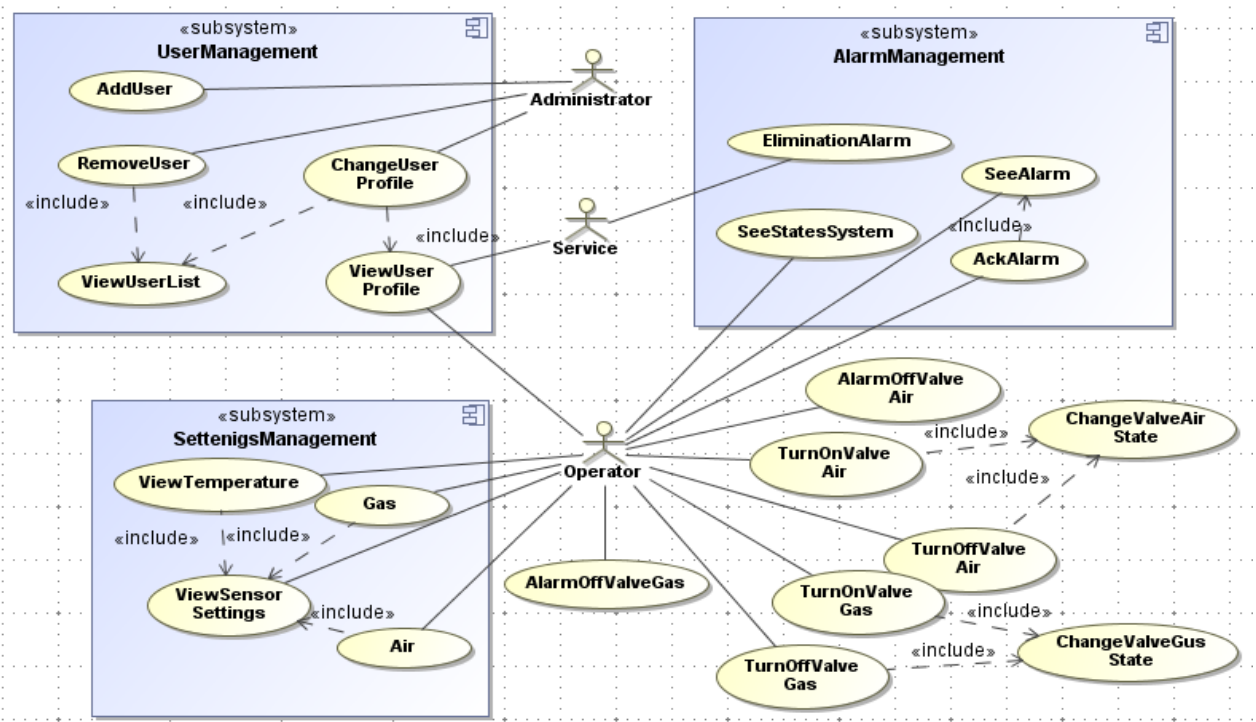 «subsystem»
UserManagement
AddUser
RemoveUser
ChangeUser
Profile
«include»
«include»
«include»
ViewUserList
ViewUser
Profile
Administrator
Service
«subsystem»
AlarmManagement
EliminationAlarm
SeeAlarm
SeeStatesSystem
«include»
AckAlarm
«subsystem»
SettenigsManagement
ViewTemperature
Gas
«include»
«include»
ViewSensor
Settings
«include»
Air
Operator
AlarmOffValveGas
AlarmOffValve
Air
TurnOnValve
Air
«include»
ChangeValveAir
State
«include»
TurnOffValve
Air
TurnOnValve
Gas
«include»
«include»
ChangeValveGus
State
TurnOffValve
Gas